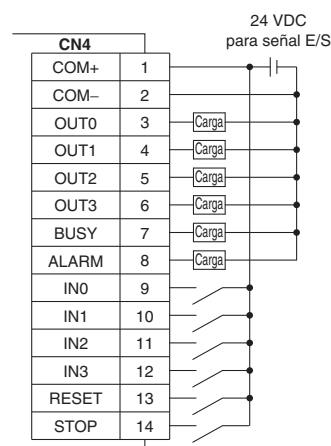 24 VDC
para señal E/S
CN4
COM+ 1
COM− 2
OUT0 3 Carga
OUT1 4 Carga
OUT2 5 Carga
OUT3 6 Carga
BUSY 7 Carga
ALARM 8 Carga
IN0 9
IN1 10
IN2 11
IN3 12
RESET 13
STOP 14